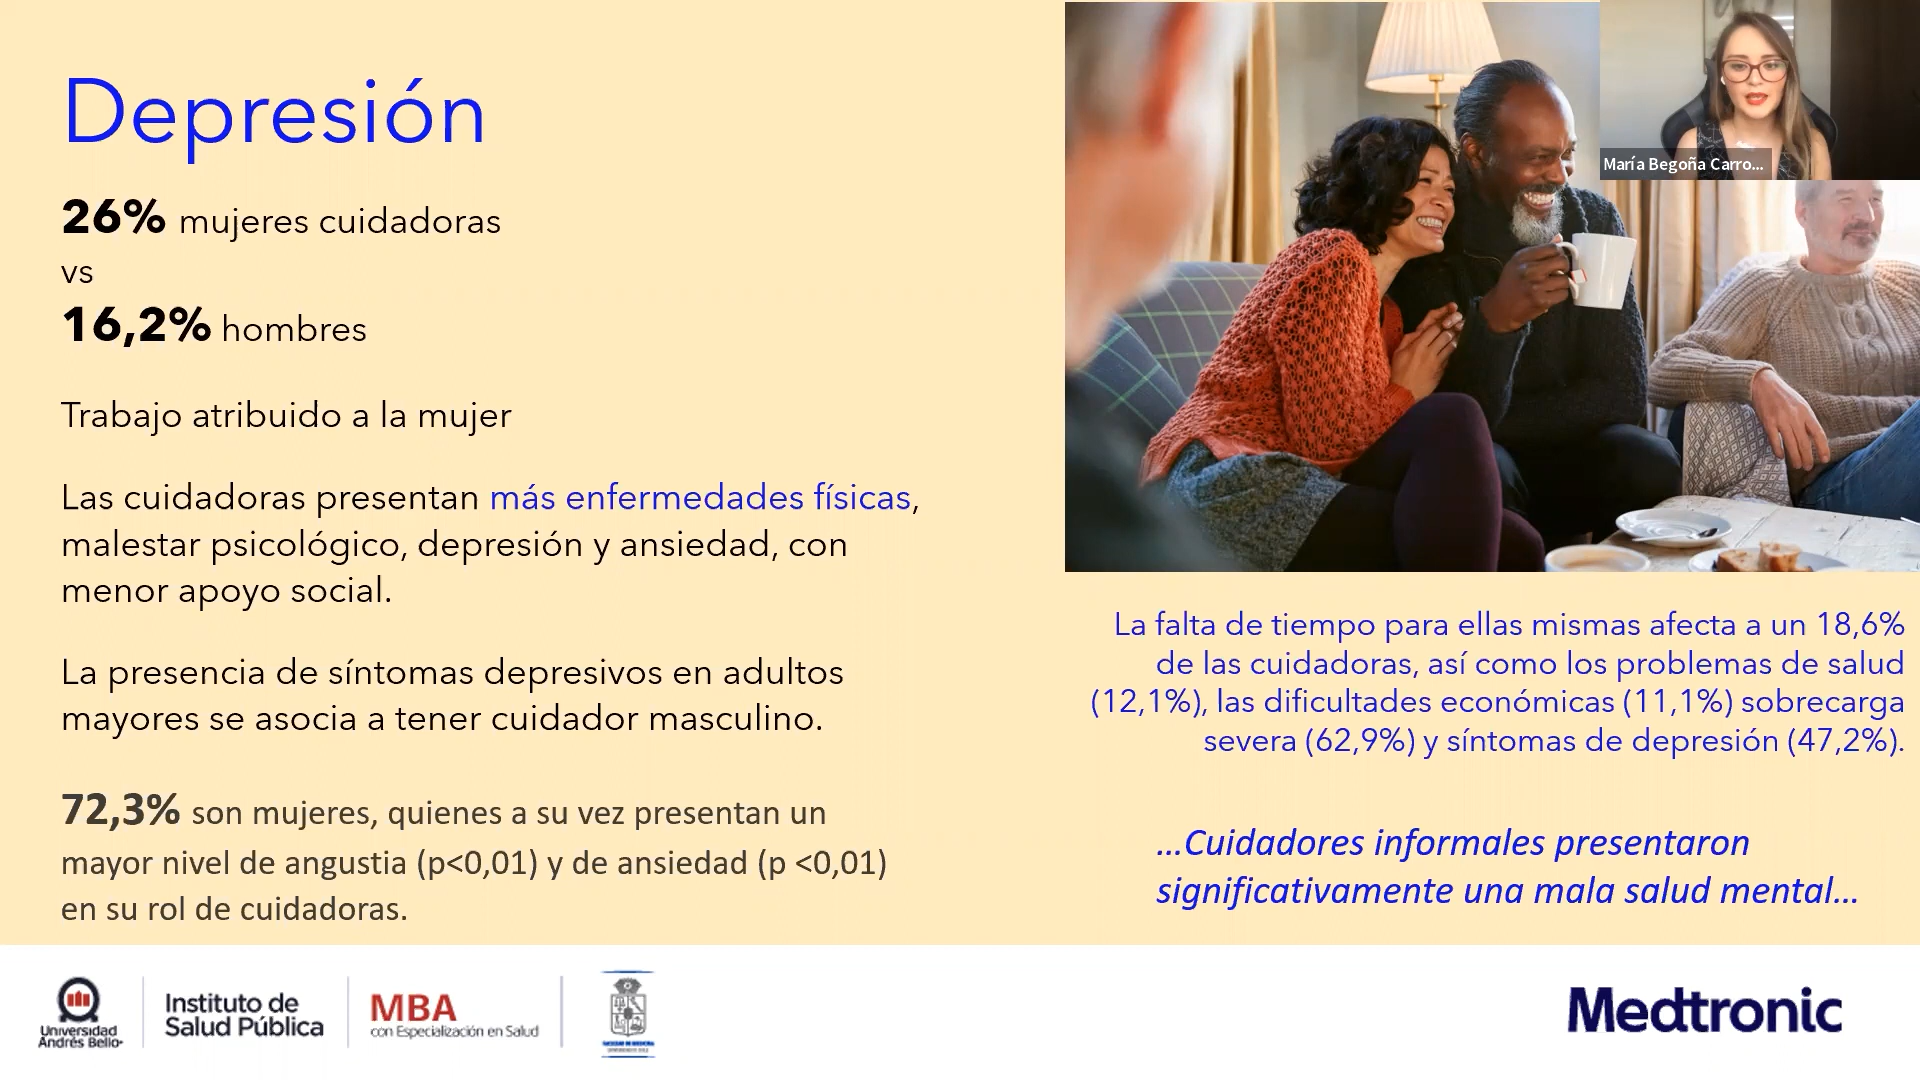 Depresión
26% mujeres cuidadoras
vs
16,2% hombres
Trabajo atribuido a la mujer
Las cuidadoras presentan más enfermedades físicas,
malestar psicológico, depresión y ansiedad, con
menor apoyo social.
La presencia de síntomas depresivos en adultos
mayores se asocia a tener cuidador masculino.
72,3% son mujeres, quienes a su vez presentan un
mayor nivel de angustia (p<0,01) y de ansiedad (p <0,01)
en su rol de cuidadoras.
María Begoña Carro...
La falta de tiempo para ellas mismas afecta a un 18,6%
de las cuidadoras, así como los problemas de salud
(12,1%), las dificultades económicas (11,1%) sobrecarga
severa (62,9%) y síntomas de depresión (47,2%).
...Cuidadores informales presentaron
significativamente una mala salud mental...
Universidad
Andrés Bello
Instituto de
Salud Pública
MBA
con Especialización en Salud
FACULTAD DE MEDICINA
Medtronic